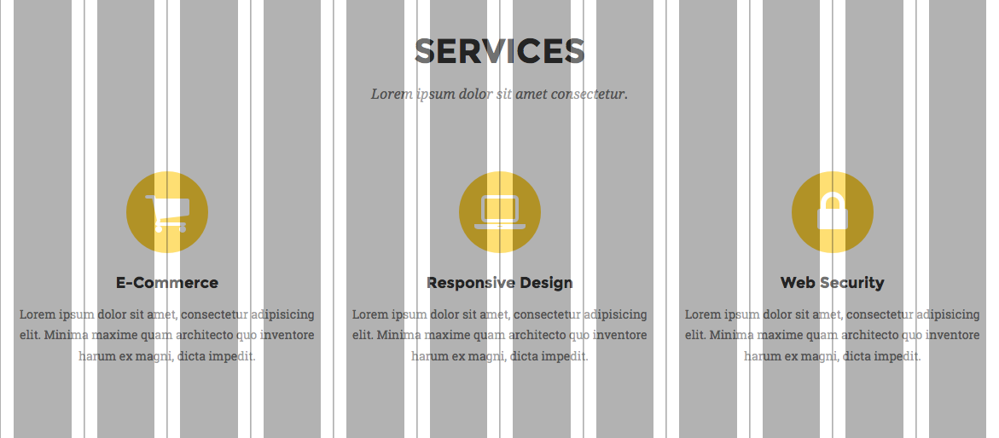 SERVICES
Lorem ipsum dolor sit amet consectetur.
E-Commerce
Lorem ipsum dolor sit amet, consectetur adipisicing
elit. Minima maxime quam architecto quo inventore
harum ex magni, dicta impedit.
Responsive Design
Lorem ipsum dolor sit amet, consectetur adipisicing
elit. Minima maxime quam architecto quo inventore
harum ex magni, dicta impedit.
Web Security
Lorem ipsum dolor sit amet, consectetur adipisicing
elit. Minima maxime quam architecto quo inventore
harum ex magni, dicta impedit.